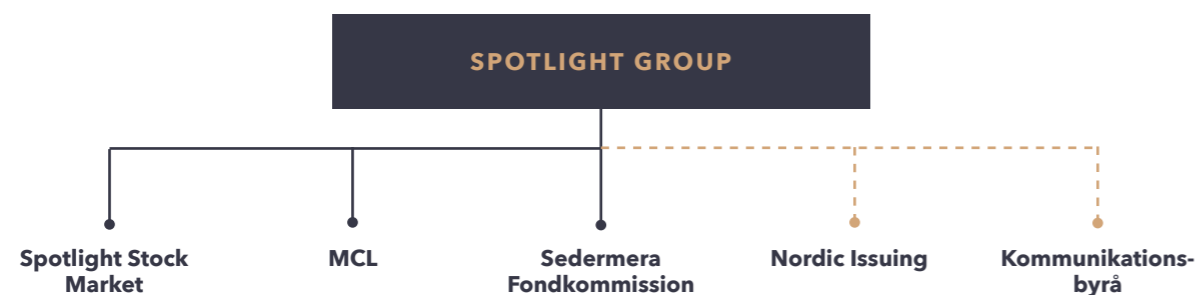 SPOTLIGHT GROUP
Spotlight Stock
Market
MCL
Sedermera
Fondkommission
Nordic Issuing
Kommunikations-
byrå